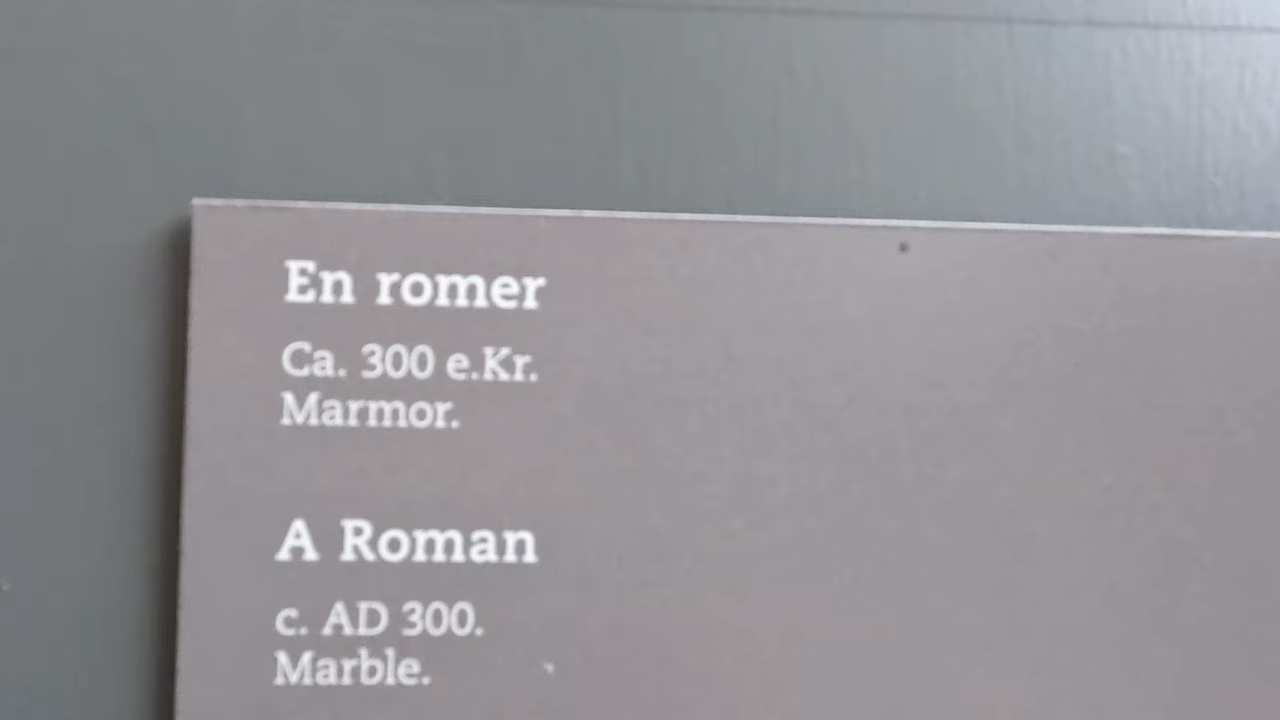 En romer
Ca. 300 e.Kr.
Marmor.
A Roman
c. AD 300.
Marble.